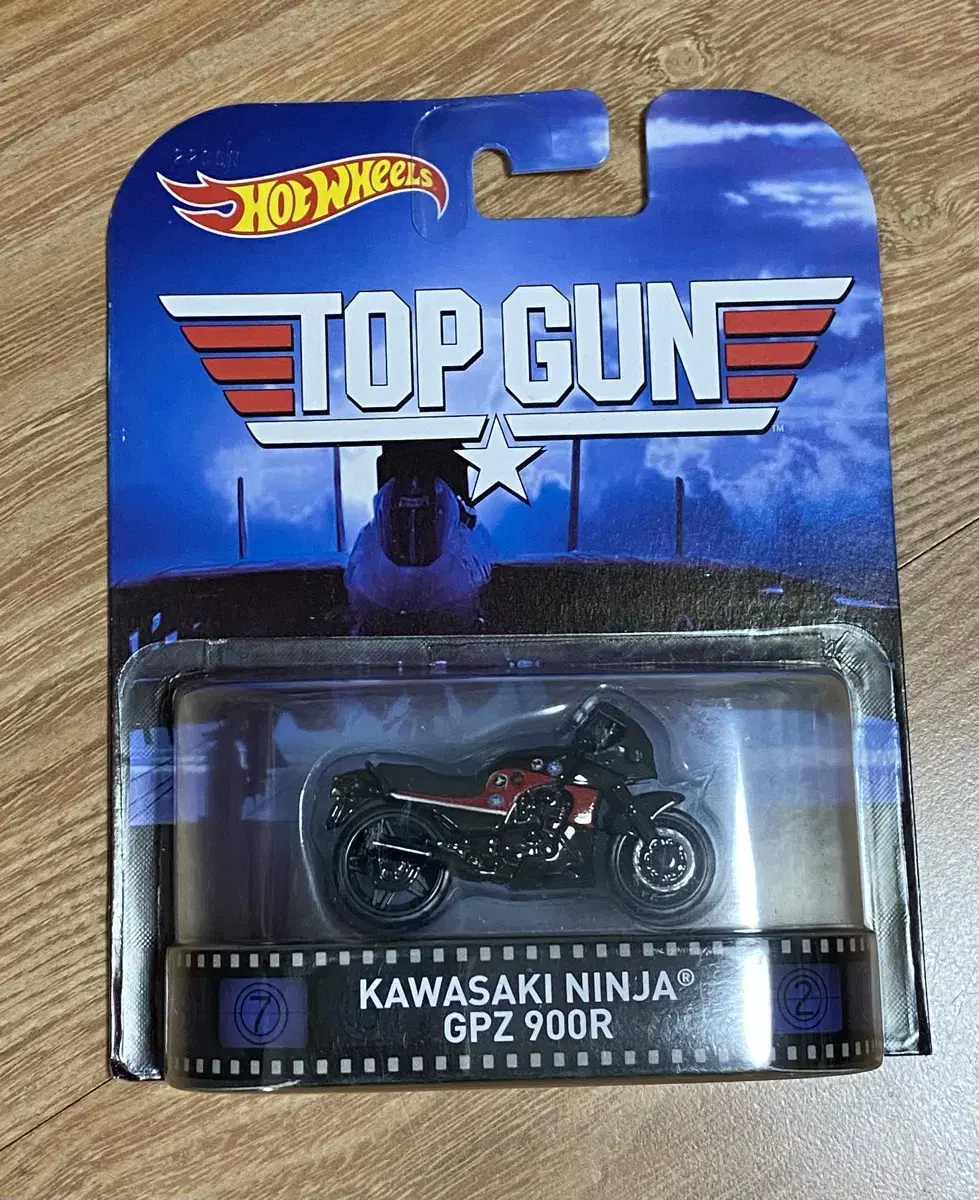 HOT WHEELS
TOP GUN
TM
KAWASAKI NINJA®
GPZ 900R
7
2